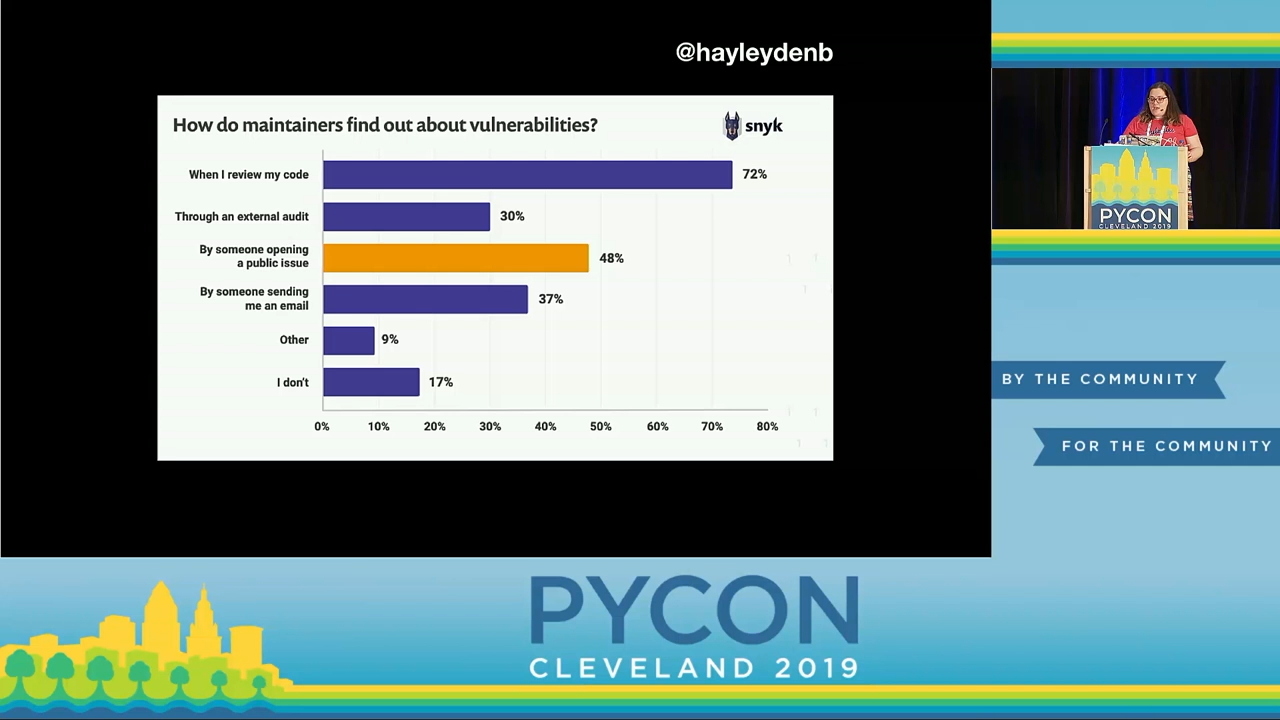 @hayleydenb
How do maintainers find out about vulnerabilities?
snyk
When I review my code
72%
Through an external audit
30%
By someone opening
a public issue
48%
By someone sending
me an email
37%
Other
9%
I don't
17%
0% 10% 20% 30% 40% 50% 60% 70% 80%
PYCON
CLEVELAND 2019
BY THE COMMUNITY
FOR THE COMMUNITY
PYCON
CLEVELAND 2019